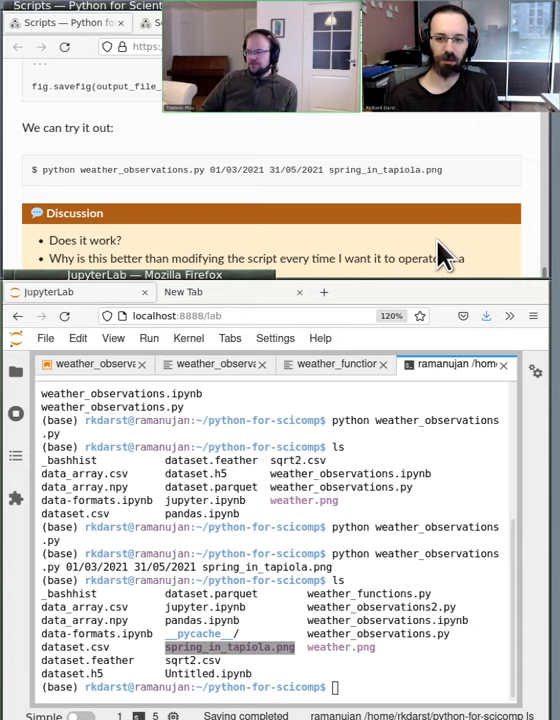 Scripts — Python for Scient
Scripts — Python for
Sc
https:
...
fig.savefig(output_file_
We can try it out:
$ python weather_observations.py 01/03/2021 31/05/2021 spring_in_tapiola.png
Discussion
Does it work?
Why is this better than modifying the script every time I want it to operat a
JupyterLab — Mozilla Firefox
JupyterLab
New Tab
localhost:8888/lab
120%
File Edit View Run Kernel Tabs Settings Help
weather_observa
weather_observa
weather_function
ramanujan /hom
weather_observations.ipynb
weather_observations.py
(base) rkdarst@ramanujan:~/python-for-scicomp$ python weather_observations
.py
(base) rkdarst@ramanujan:~/python-for-scicomp$ ls
_bashhist dataset.feather sqrt2.csv
data_array.csv dataset.h5 weather_observations.ipynb
data_array.npy dataset.parquet weather_observations.py
data-formats.ipynb jupyter.ipynb weather.png
dataset.csv pandas.ipynb
(base) rkdarst@ramanujan:~/python-for-scicomp$ python weather_observations
.py
(base) rkdarst@ramanujan:~/python-for-scicomp$ python weather_observations
.py 01/03/2021 31/05/2021 spring_in_tapiola.png
(base) rkdarst@ramanujan:~/python-for-scicomp$ ls
_bashhist dataset.parquet weather_functions.py
data_array.csv jupyter.ipynb weather_observations2.py
data_array.npy pandas.ipynb weather_observations.ipynb
data-formats.ipynb __pycache__/ weather_observations.py
dataset.csv spring_in_tapiola.png weather.png
dataset.feather sqrt2.csv
dataset.h5 Untitled.ipynb
(base) rkdarst@ramanujan:~/python-for-scicomp$
Simple 1 5 Saving completed ramanujan /home/rkdarst/python-for-scicomp ls